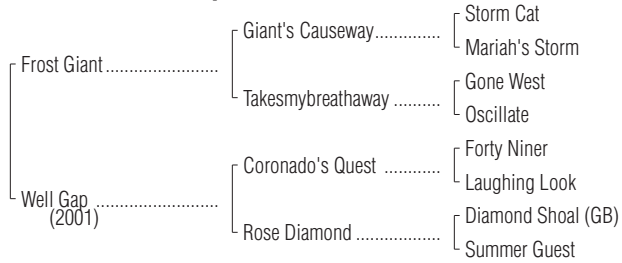 Storm Cat
Giant's Causeway..............
Mariah's Storm
Frost Giant.......................
Gone West
Takesmybreathaway ..........
Oscillate
Forty Niner
Coronado's Quest ............
Laughing Look
Well Gap .........................
(2001)
Diamond Shoal (GB)
Rose Diamond .................
Summer Guest